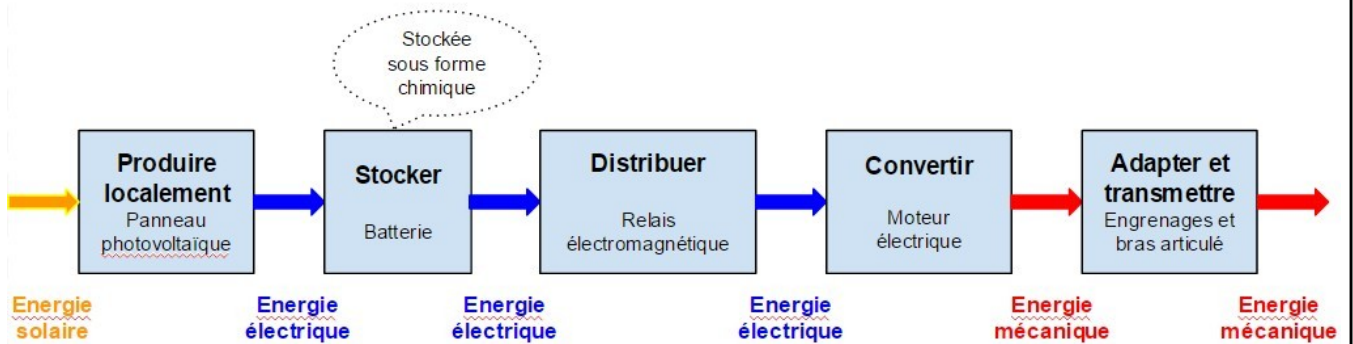 Stockée
sous forme
chimique
Produire
localement
Panneau
photovoltaïque
Stocker
Batterie
Distribuer
Relais
électromagnétique
Convertir
Moteur
électrique
Adapter et
transmettre
Engrenages et
bras articulé
Energie
solaire
Energie
électrique
Energie
électrique
Energie
électrique
Energie
mécanique
Energie
mécanique